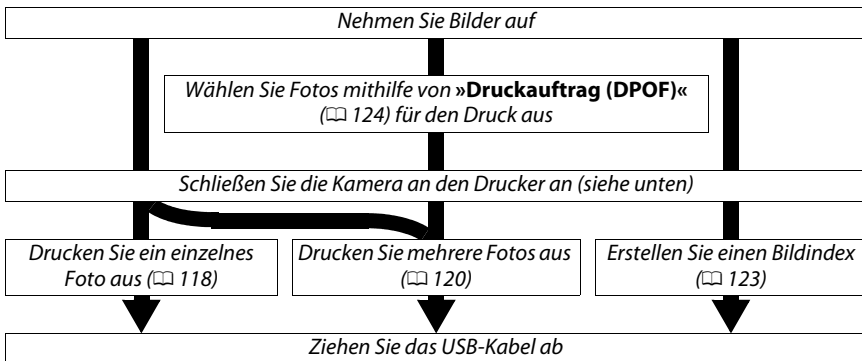 Nehmen Sie Bilder auf
Wählen Sie Fotos mithilfe von »Druckauftrag (DPOF)«
(🕮 124) für den Druck aus
Schließen Sie die Kamera an den Drucker an (siehe unten)
Drucken Sie ein einzelnes
Foto aus (🕮 118)
Drucken Sie mehrere Fotos aus
(🕮 120)
Erstellen Sie einen Bildindex
(🕮 123)
Ziehen Sie das USB-Kabel ab